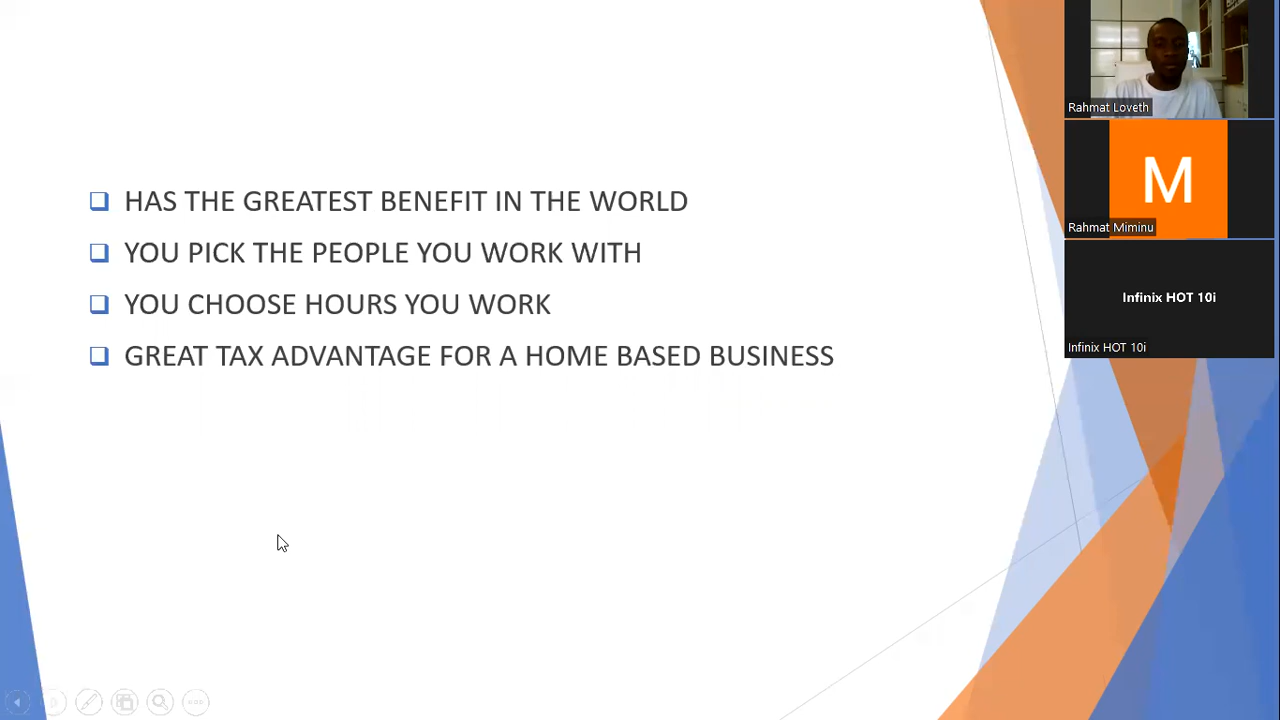 HAS THE GREATEST BENEFIT IN THE WORLD
YOU PICK THE PEOPLE YOU WORK WITH
YOU CHOOSE HOURS YOU WORK
GREAT TAX ADVANTAGE FOR A HOME BASED BUSINESS
Rahmat Loveth
M
Rahmat Miminu
Infinix HOT 10i
Infinix HOT 10i